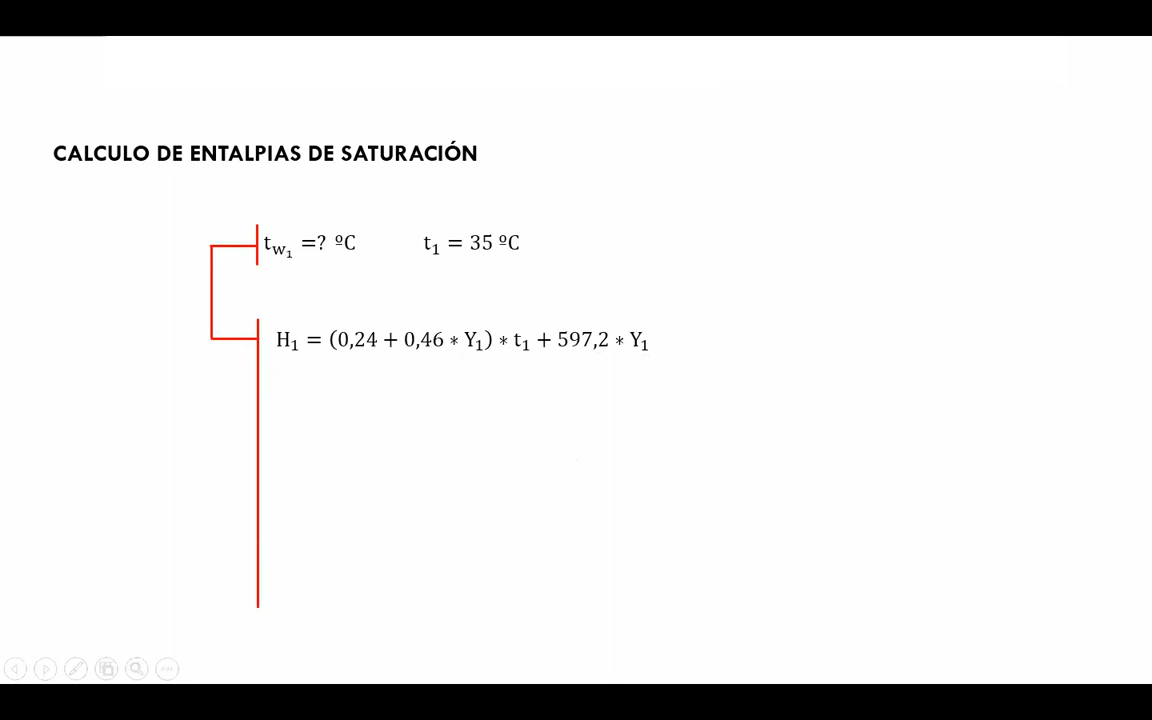 CALCULO DE ENTALPIAS DE SATURACIÓN
t_{w_1} =? ºC t_1 = 35 ºC
H_1 = (0,24 + 0,46 ∗ Y_1) ∗ t_1 + 597,2 ∗ Y_1